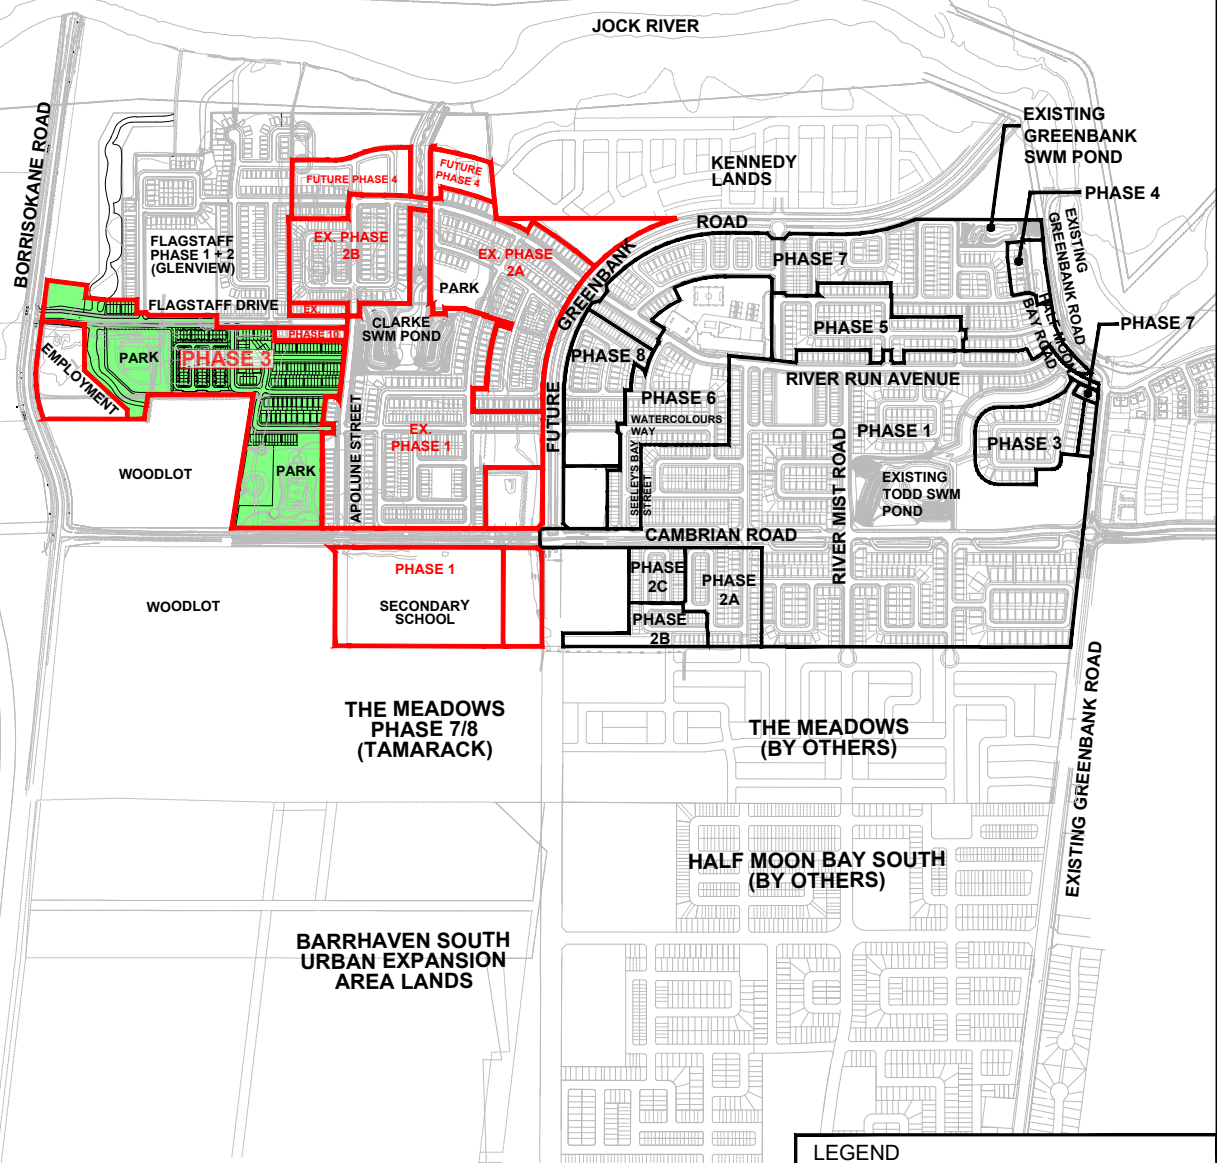 JOCK RIVER
BORRISOKANE ROAD
EXISTING
GREENBANK
SWM POND
KENNEDY
LANDS
PHASE 4
FUTURE PHASE 4
FUTURE
PHASE 4
ROAD
EXISTING
GREENBANK ROAD
FLAGSTAFF
PHASE 1 + 2
(GLENVIEW)
EX. PHASE
2B
EX. PHASE
2A
PARK
GREENBANK
PHASE 7
HALF MOON
BAY ROAD
FLAGSTAFF DRIVE
EX.
PHASE 10
CLARKE
SWM POND
PHASE 5
PHASE 7
EMPLOYMENT
PARK
PHASE 3
PHASE 8
RIVER RUN AVENUE
FUTURE
PHASE 6
WATERCOLOURS
WAY
APOLUNE STREET
EX.
PHASE 1
PHASE 1
PHASE 3
WOODLOT
PARK
SEELEY'S BAY
STREET
RIVER MIST ROAD
EXISTING
TODD SWM
POND
CAMBRIAN ROAD
PHASE 1
PHASE
2C
PHASE
2A
WOODLOT
SECONDARY
SCHOOL
PHASE
2B
EXISTING GREENBANK ROAD
THE MEADOWS
PHASE 7/8
(TAMARACK)
THE MEADOWS
(BY OTHERS)
HALF MOON BAY SOUTH
(BY OTHERS)
BARRHAVEN SOUTH
URBAN EXPANSION
AREA LANDS
LEGEND